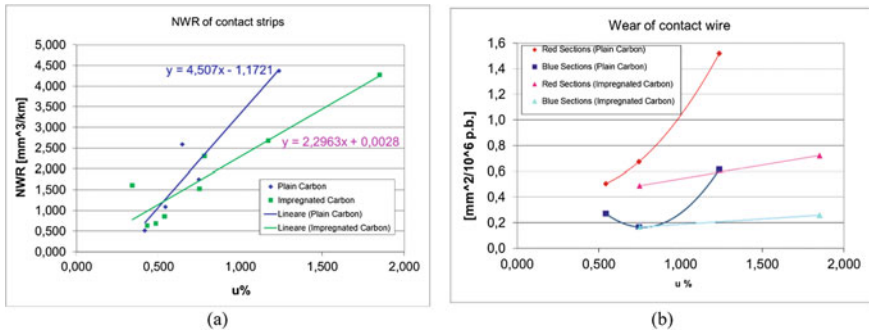 NWR of contact strips
NWR [mm^3/km]
5,000
4,500
4,000
3,500
3,000
2,500
2,000
1,500
1,000
0,500
0,000
y = 4,507x - 1,1721
y = 2,2963x + 0,0028
Plain Carbon
Impregnated Carbon
Lineare (Plain Carbon)
Lineare (Impregnated Carbon)
0,000 0,500 1,000 1,500 2,000
u%
(a)
Wear of contact wire
[mm^2/10^6 p.b.]
1,6
1,4
1,2
1,0
0,8
0,6
0,4
0,2
0,0
Red Sections (Plain Carbon)
Blue Sections (Plain Carbon)
Red Sections (Impregnated Carbon)
Blue Sections (Impregnated Carbon)
0,000 0,500 1,000 1,500 2,000
u %
(b)